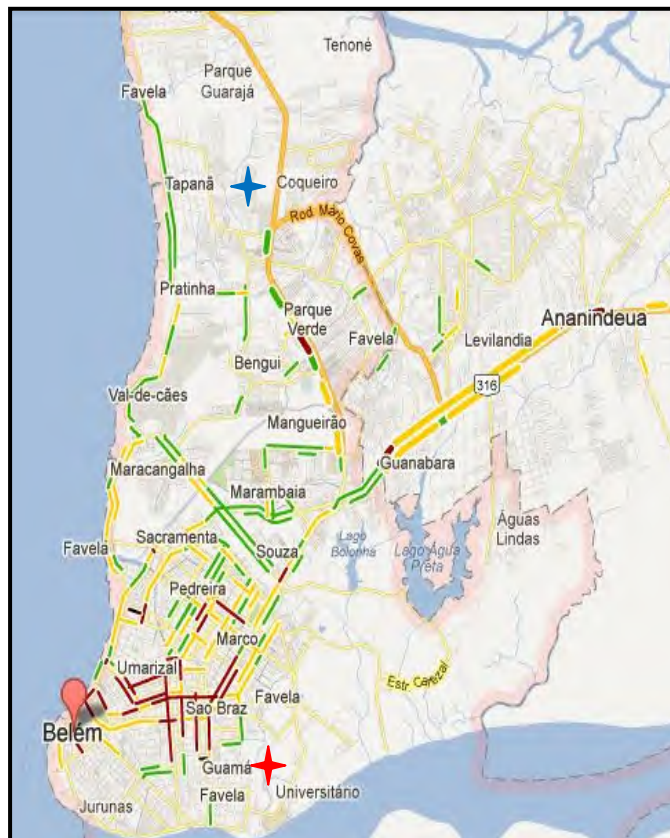 Tenoné
Parque
Guarajá
Favela
Tapanã
Coqueiro
Rod Mario Covas
Pratinha
Parque
Verde
Ananindeua
Favela
Levilandia
Bengui
316
Val-de-cães
Mangueirão
Guanabara
Maracangalha
Marambaia
Águas
Lindas
Sacramenta
Lago
Bolonha
Lago Água
Preta
Favela
Souza
Pedreira
Marco
Umarizal
Estr Carezal
Favela
Sao Braz
Belém
Guamá
Favela
Universitário
Jurunas